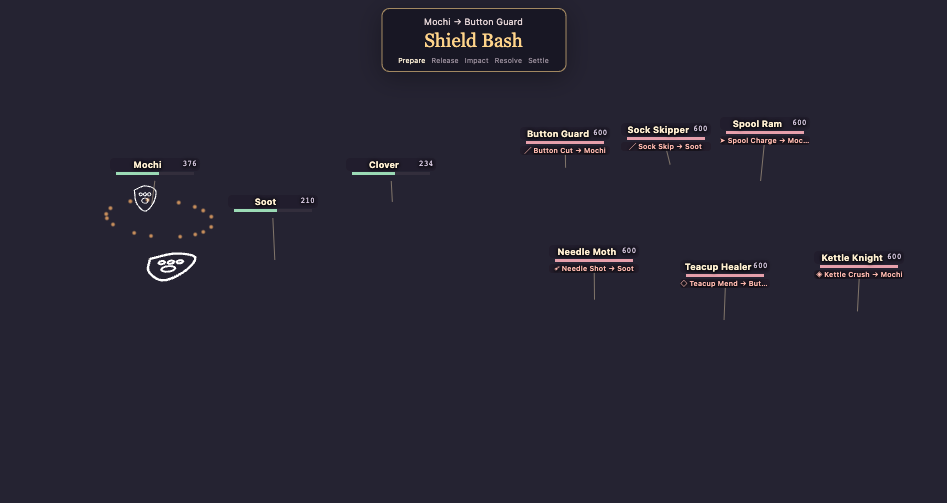 Mochi → Button Guard
Shield Bash
Prepare Release Impact Resolve Settle
Mochi 376
Soot 210
Clover 234
Button Guard 600
Button Cut → Mochi
Sock Skipper 600
Sock Skip → Soot
Spool Ram 600
Spool Charge → Moc...
Needle Moth 600
Needle Shot → Soot
Teacup Healer 600
Teacup Mend → But...
Kettle Knight 600
Kettle Crush → Mochi